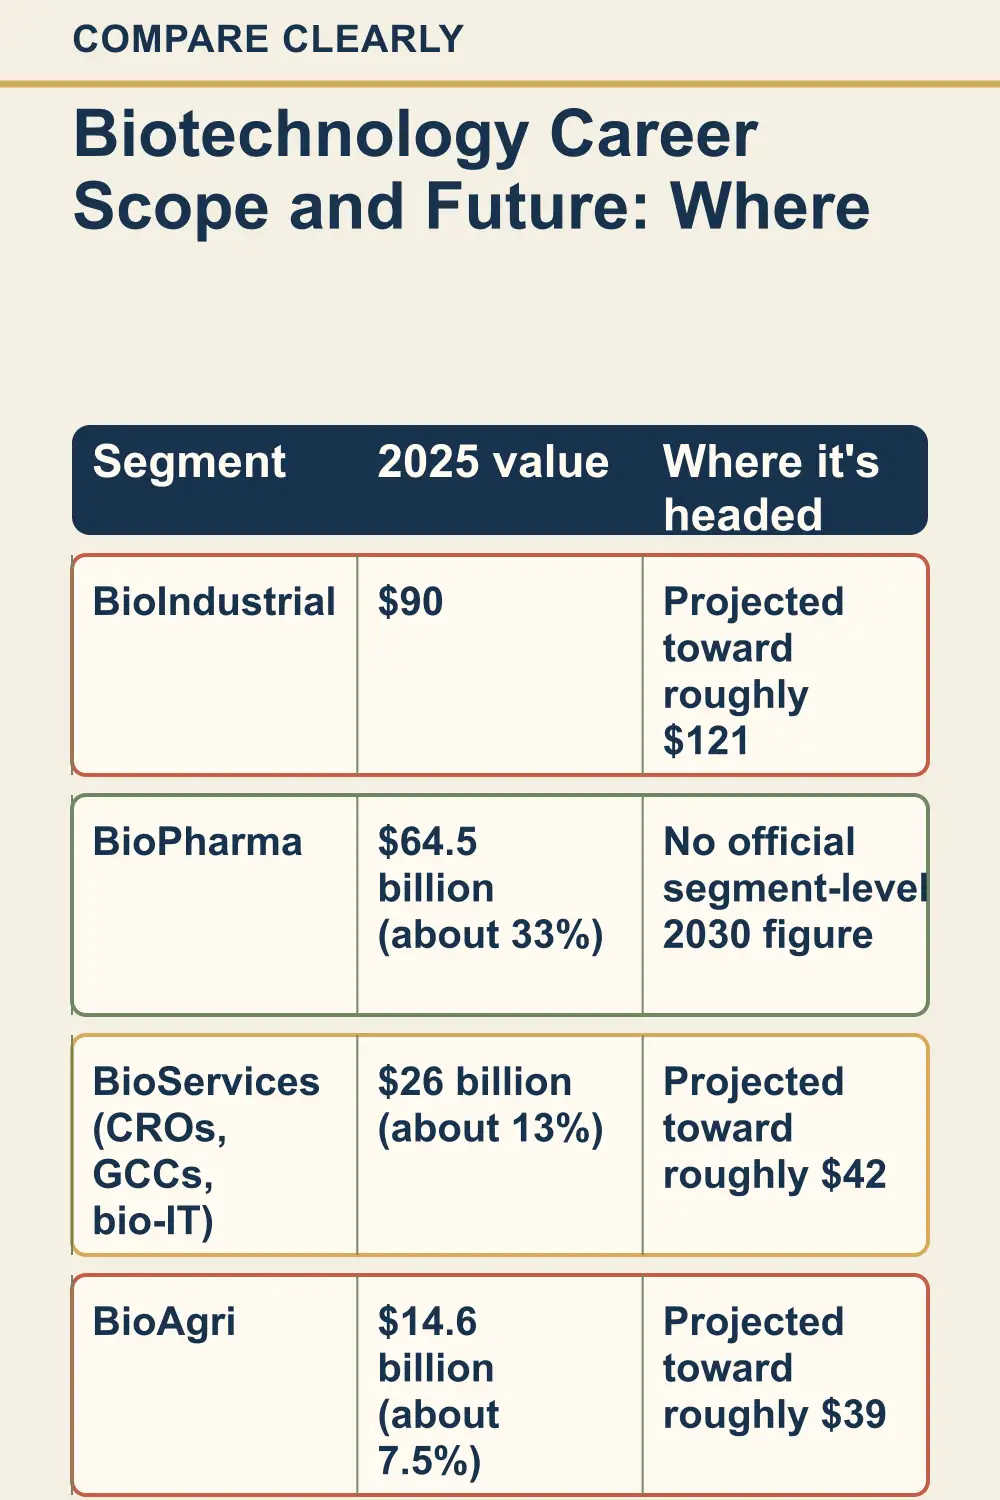 COMPARE CLEARLY
Biotechnology Career
Scope and Future: Where
Segment
2025 value
Where it's
headed
BioIndustrial
$90
Projected
toward
roughly
$121
BioPharma
$64.5
billion
(about 33%)
No official
segment-level
2030 figure
BioServices
(CROs,
GCCs,
bio-IT)
$26 billion
(about 13%)
Projected
toward
roughly $42
BioAgri
$14.6
billion
(about
7.5%)
Projected
toward
roughly $39